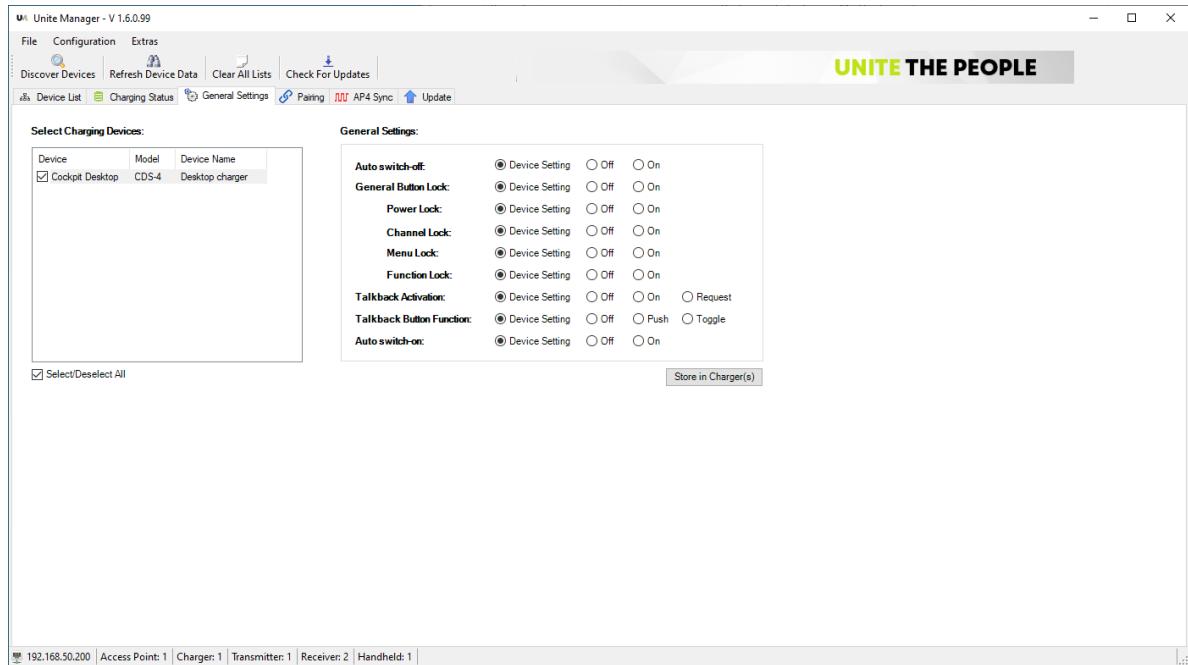 Unite Manager - V 1.6.0.99
File Configuration Extras
Discover Devices Refresh Device Data Clear All Lists Check For Updates
UNITE THE PEOPLE
Device List Charging Status General Settings Pairing AP4 Sync Update
Select Charging Devices:
Device Model Device Name
Cockpit Desktop CDS-4 Desktop charger
Select/Deselect All
General Settings:
Auto switch-off: Device Setting Off On
General Button Lock: Device Setting Off On
Power Lock: Device Setting Off On
Channel Lock: Device Setting Off On
Menu Lock: Device Setting Off On
Function Lock: Device Setting Off On
Talkback Activation: Device Setting Off On Request
Talkback Button Function: Device Setting Off Push Toggle
Auto switch-on: Device Setting Off On
Store in Charger(s)
192.168.50.200 Access Point: 1 Charger: 1 Transmitter: 1 Receiver: 2 Handheld: 1